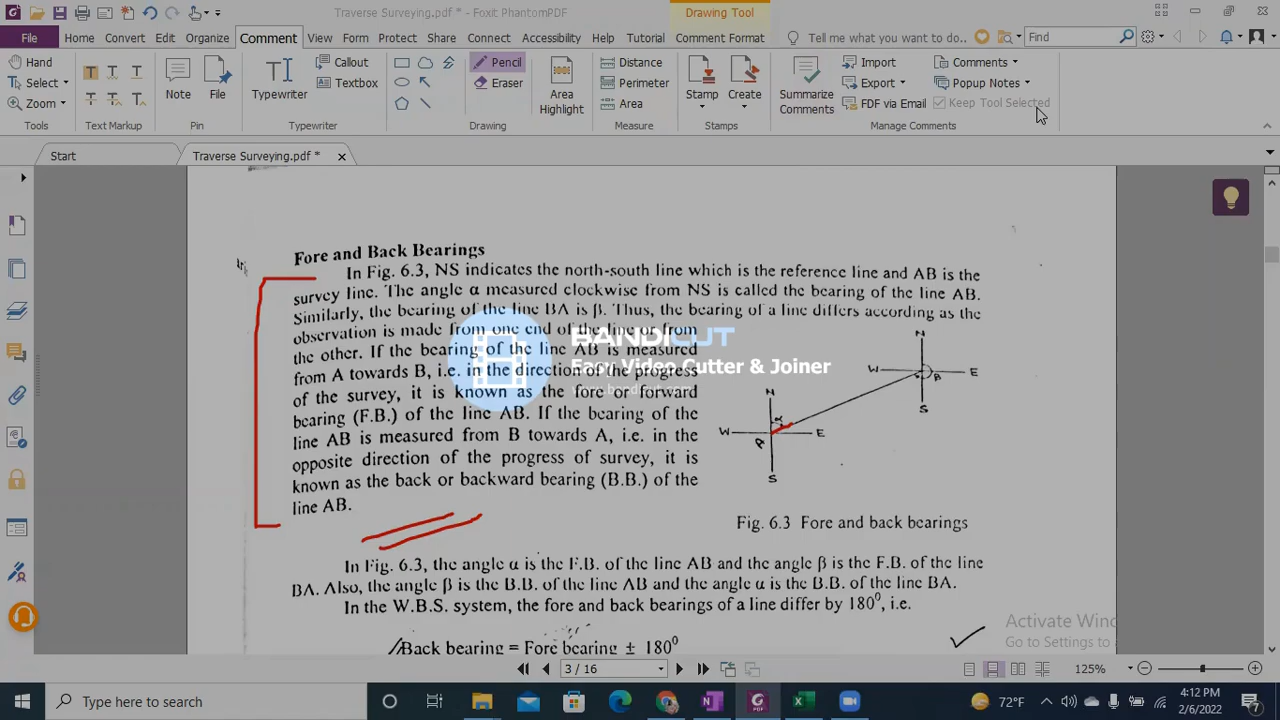 Traverse Surveying.pdf * - Foxit PhantomPDF
Drawing Tool
File Home Convert Edit Organize Comment View Form Protect Share Connect Accessibility Help Tutorial Comment Format Tell me what you want to do.. Find
Hand
Select
Zoom
Tools
T T T
T T T
Text Markup
Note
File
Pin
Typewriter
Callout
Textbox
Typewriter
Pencil
Eraser
Drawing
Area Highlight
Distance
Perimeter
Area
Measure
Stamp
Create
Stamps
Summarize Comments
Import
Export
FDF via Email
Comments
Popup Notes
Keep Tool Selected
Manage Comments
Start
Traverse Surveying.pdf *
Fore and Back Bearings
In Fig. 6.3, NS indicates the north-south line which is the reference line and AB is the
survey line. The angle α measured clockwise from NS is called the bearing of the line AB.
Similarly, the bearing of the line BA is β. Thus, the bearing of a line differs according as the
observation is made from one end of the line or from
the other. If the bearing of the line AB is measured
from A towards B, i.e. in the direction of the progress
of the survey, it is known as the fore or forward
bearing (F.B.) of the line AB. If the bearing of the
line AB is measured from B towards A, i.e. in the
opposite direction of the progress of survey, it is
known as the back or backward bearing (B.B.) of the
line AB.
BANDICUT
Easy Video Cutter & Joiner
www.bandicut.com
N
W
E
B
S
N
α
W
E
A
S
Fig. 6.3 Fore and back bearings
In Fig. 6.3, the angle α is the F.B. of the line AB and the angle β is the F.B. of the line
BA. Also, the angle β is the B.B. of the line AB and the angle α is the B.B. of the line BA.
In the W.B.S. system, the fore and back bearings of a line differ by 180⁰, i.e.
Back bearing = Fore bearing ± 180⁰
Activate Wind
Go to Settings to
3 / 16
125%
Type here to search
72°F
4:12 PM
2/6/2022
7